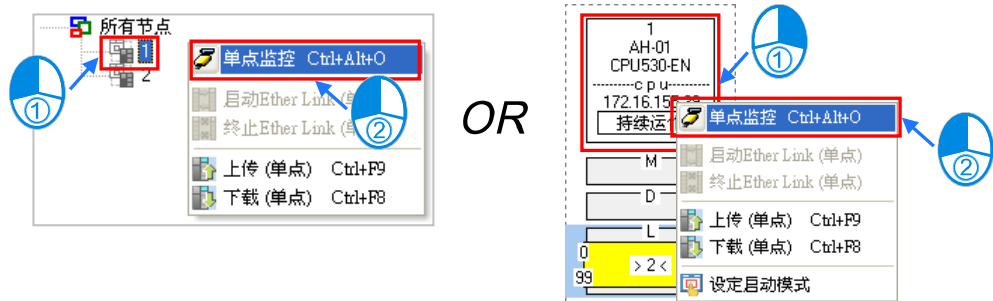 所有节点
1
2
单点监控 Ctrl+Alt+O
启动Ether Link (
终止Ether Link (
上传 (单点) Ctrl+F9
下载 (单点) Ctrl+F8
①
②
OR
1
AH-01
CPU530-EN
--------c p u--------
172.16.155.
持续运
M
D
L
0
> 2 <
99
单点监控 Ctrl+Alt+O
启动Ether Link (单点)
终止Ether Link (单点)
上传 (单点) Ctrl+F9
下载 (单点) Ctrl+F8
设定启动模式
①
②